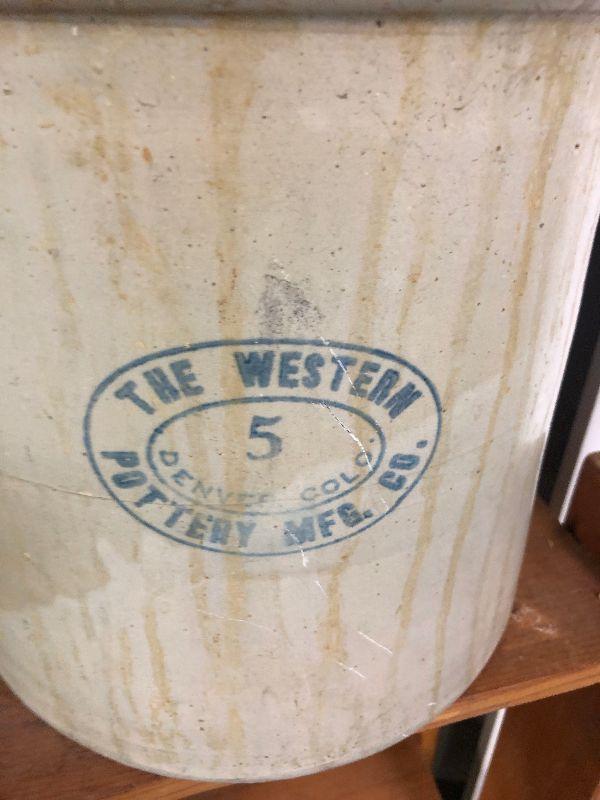 THE WESTERN
5
DENVER COLO.
POTTERY MFG. CO.